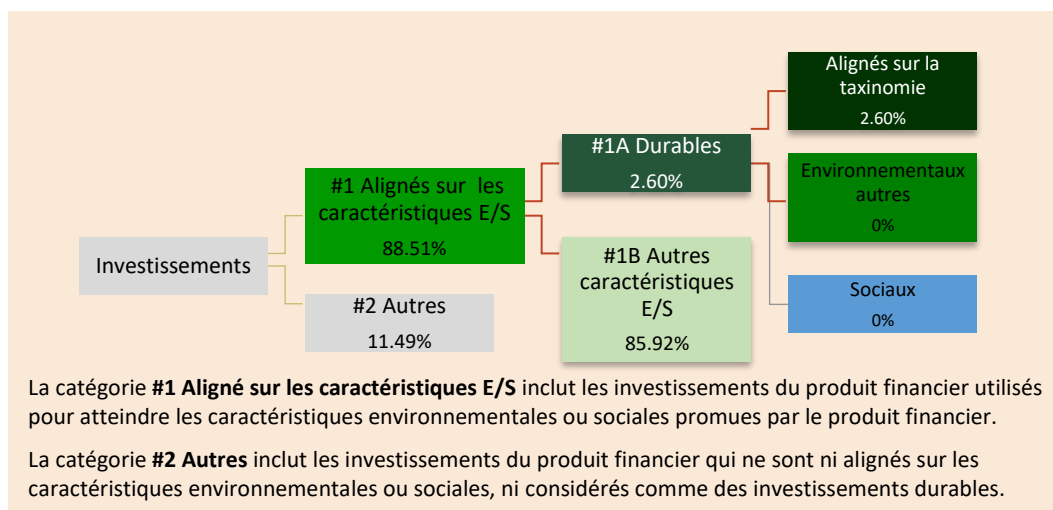 Investissements
#1 Alignés sur les
caractéristiques E/S
88.51%
#2 Autres
11.49%
#1A Durables
2.60%
#1B Autres
caractéristiques
E/S
85.92%
Alignés sur la
taxinomie
2.60%
Environnementaux
autres
0%
Sociaux
0%
La catégorie #1 Aligné sur les caractéristiques E/S inclut les investissements du produit financier utilisés
pour atteindre les caractéristiques environnementales ou sociales promues par le produit financier.
La catégorie #2 Autres inclut les investissements du produit financier qui ne sont ni alignés sur les
caractéristiques environnementales ou sociales, ni considérés comme des investissements durables.